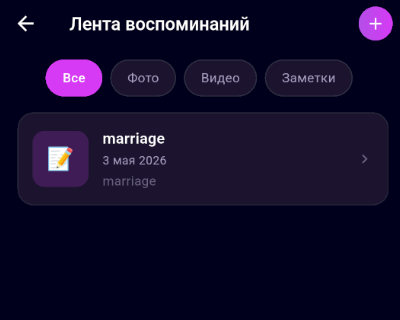 Лента воспоминаний
Все
Фото
Видео
Заметки
marriage
3 мая 2026
marriage